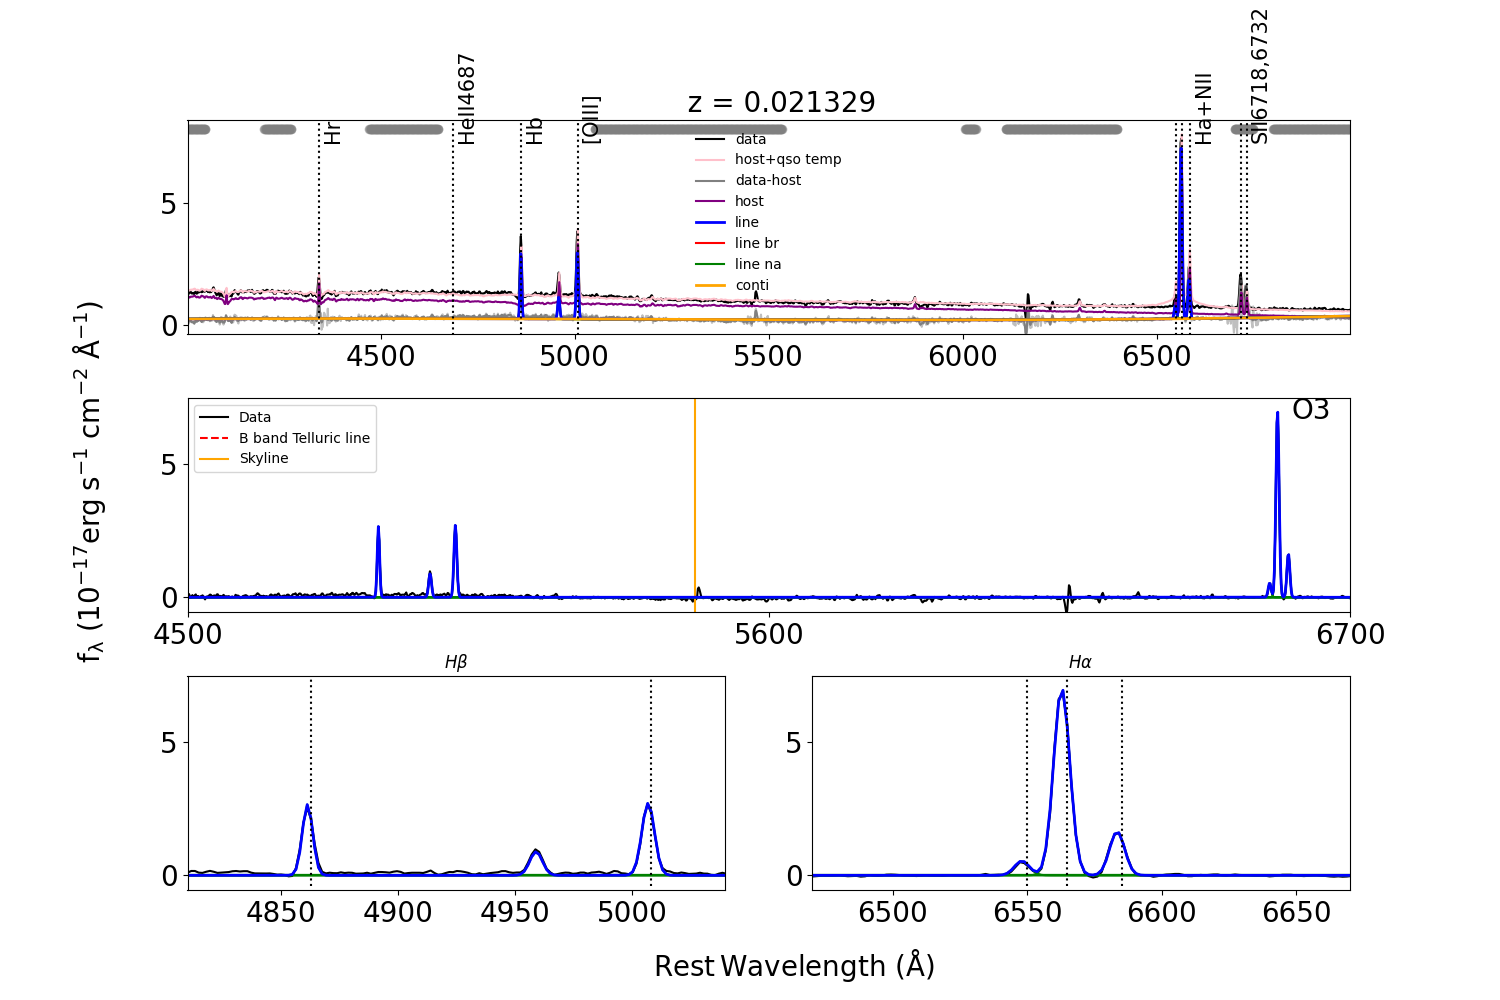 z = 0.021329
Hr
HeII4687
Hb
[OIII]
Ha+NII
SII6718,6732
data
host+qso temp
data-host
host
line
line br
line na
conti
5
0
4500
5000
5500
6000
6500
Data
B band Telluric line
Skyline
O3
5
0
4500
5600
6700
fλ (10⁻¹⁷erg s⁻¹ cm⁻² Å⁻¹)
Hβ
5
0
4850
4900
4950
5000
Hα
5
0
6500
6550
6600
6650
Rest Wavelength (Å)